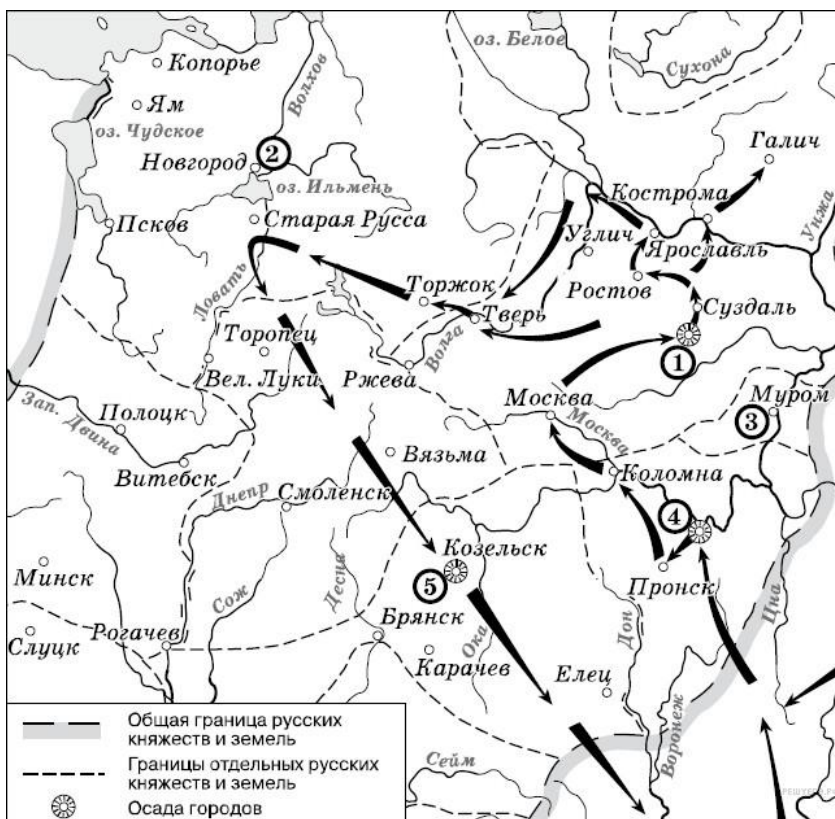 оз. Белое
Сухона
Копорье
Волхов
Ям
оз. Чудское
Галич
Новгород
2
оз. Ильмень
Кострома
Унжа
Псков
Старая Русса
Углич
Ярославль
Ловать
Торжок
Ростов
Суздаль
Тверь
Торопец
Волга
1
Вел. Луки
Ржева
Москва
Муром
Зап. Двина
Полоцк
Москва
3
Витебск
Вязьма
Коломна
Днепр
Смоленск
4
Козельск
Минск
Сож
Десна
5
Пронск
Цна
Слуцк
Рогачев
Брянск
Ока
Дон
Карачев
Елец
Воронеж
Сейм
Общая граница русских
княжеств и земель
Границы отдельных русских
княжеств и земель
Осада городов
РЕШУЕГЭ.РФ